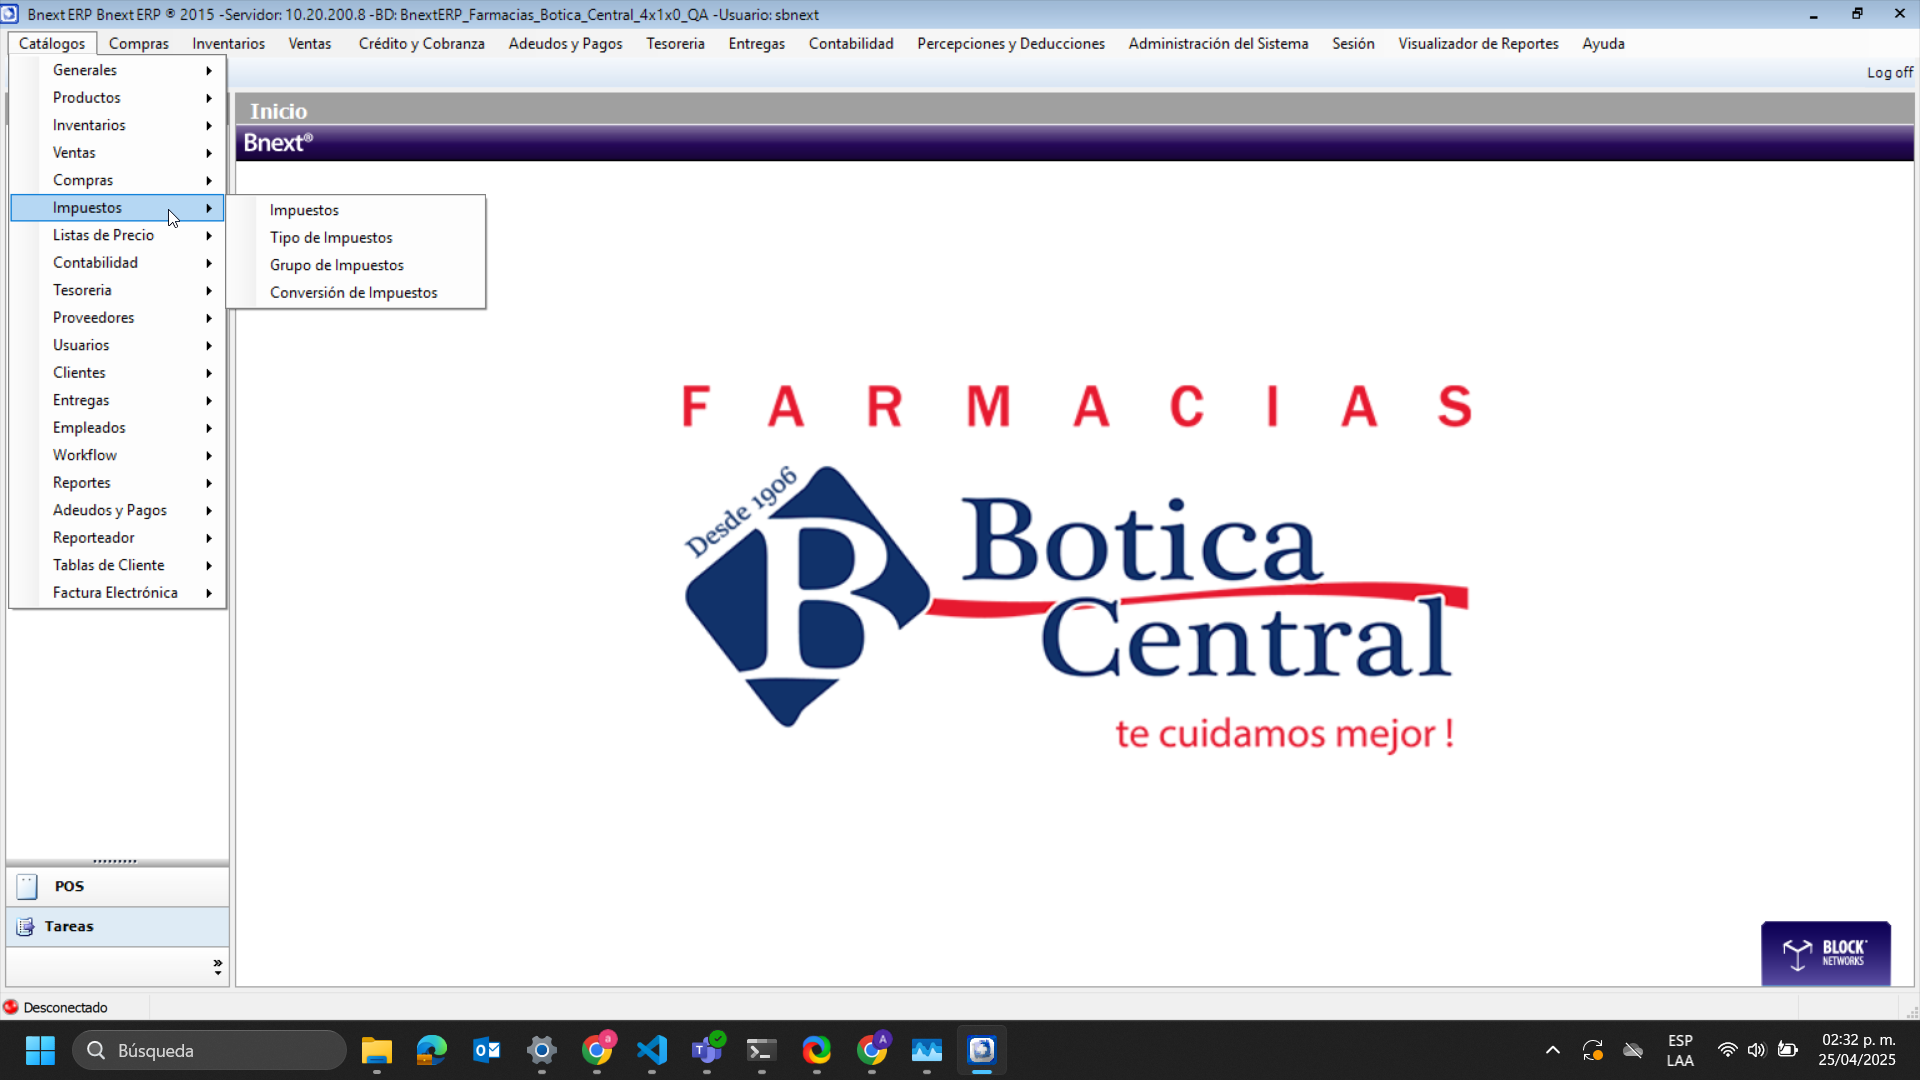 Bnext ERP Bnext ERP ® 2015 -Servidor: 10.20.200.8 -BD: BnextERP_Farmacias_Botica_Central_4x1x0_QA -Usuario: sbnext
Catálogos Compras Inventarios Ventas Crédito y Cobranza Adeudos y Pagos Tesoreria Entregas Contabilidad Percepciones y Deducciones Administración del Sistema Sesión Visualizador de Reportes Ayuda
Log off
Generales
Productos
Inventarios
Ventas
Compras
Impuestos
Listas de Precio
Contabilidad
Tesoreria
Proveedores
Usuarios
Clientes
Entregas
Empleados
Workflow
Reportes
Adeudos y Pagos
Reporteador
Tablas de Cliente
Factura Electrónica
Impuestos
Tipo de Impuestos
Grupo de Impuestos
Conversión de Impuestos
Inicio
Bnext®
FARMACIAS
Desde 1906
B
Botica
Central
te cuidamos mejor !
BLOCK
NETWORKS
POS
Tareas
Desconectado
Búsqueda
ESP
LAA
02:32 p. m.
25/04/2025